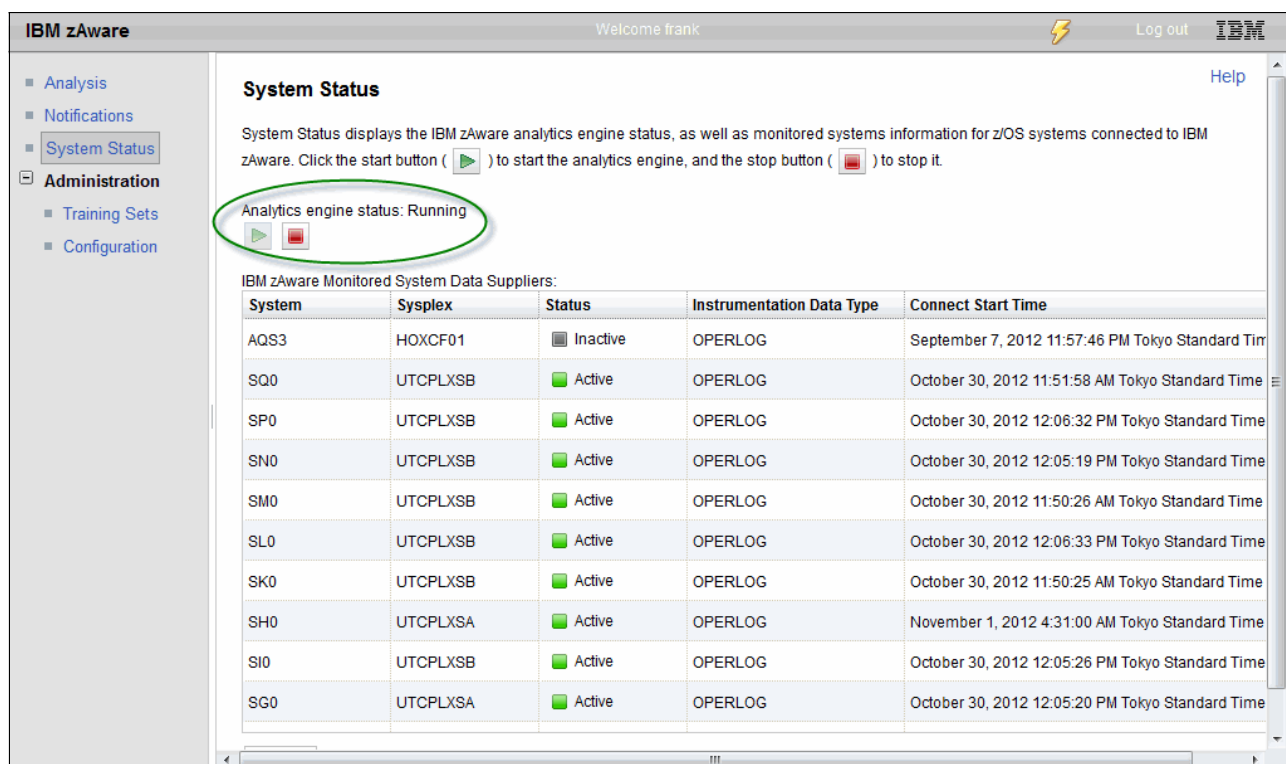 IBM zAware Welcome frank Log out IBM
Analysis
Notifications
System Status
Administration
Training Sets
Configuration
Help
System Status
System Status displays the IBM zAware analytics engine status, as well as monitored systems information for z/OS systems connected to IBM
zAware. Click the start button ( ) to start the analytics engine, and the stop button ( ) to stop it.
Analytics engine status: Running
IBM zAware Monitored System Data Suppliers:
System Sysplex Status Instrumentation Data Type Connect Start Time
AQS3 HOXCF01 Inactive OPERLOG September 7, 2012 11:57:46 PM Tokyo Standard Tim
SQ0 UTCPLXSB Active OPERLOG October 30, 2012 11:51:58 AM Tokyo Standard Time
SP0 UTCPLXSB Active OPERLOG October 30, 2012 12:06:32 PM Tokyo Standard Time
SN0 UTCPLXSB Active OPERLOG October 30, 2012 12:05:19 PM Tokyo Standard Time
SM0 UTCPLXSB Active OPERLOG October 30, 2012 11:50:26 AM Tokyo Standard Time
SL0 UTCPLXSB Active OPERLOG October 30, 2012 12:06:33 PM Tokyo Standard Time
SK0 UTCPLXSB Active OPERLOG October 30, 2012 11:50:25 AM Tokyo Standard Time
SH0 UTCPLXSA Active OPERLOG November 1, 2012 4:31:00 AM Tokyo Standard Time
SI0 UTCPLXSB Active OPERLOG October 30, 2012 12:05:26 PM Tokyo Standard Time
SG0 UTCPLXSA Active OPERLOG October 30, 2012 12:05:20 PM Tokyo Standard Time